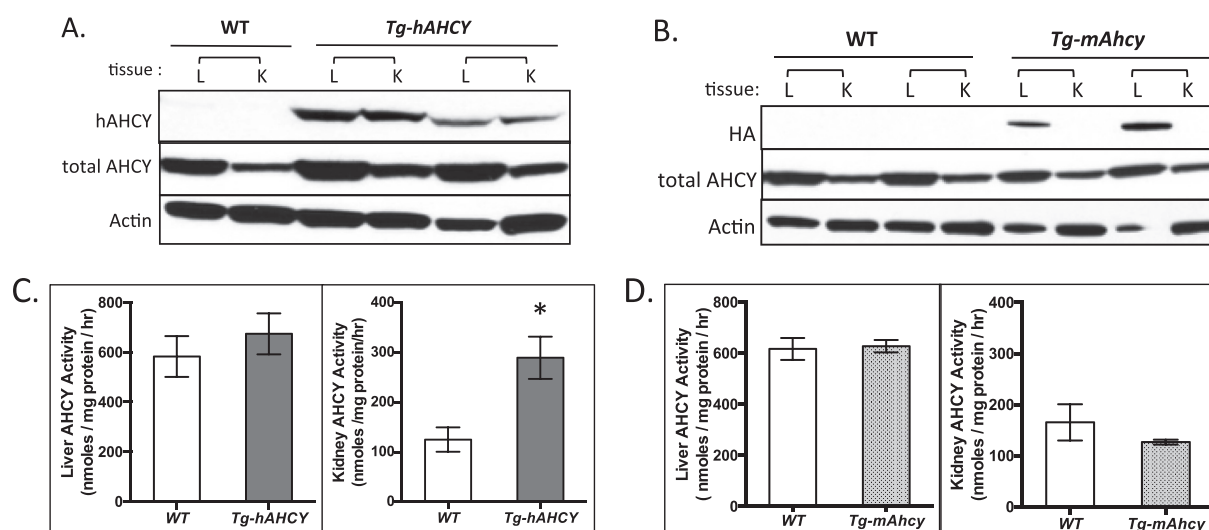 A.
WT
Tg-hAHCY
tissue :
L
K
L
K
L
K
hAHCY
total AHCY
Actin
B.
WT
Tg-mAhcy
tissue:
L
K
L
K
L
K
L
K
HA
total AHCY
Actin
C.
Liver AHCY Activity
(nmoles / mg protein / hr)
800
600
400
200
0
WT
Tg-hAHCY
Kidney AHCY Activity
(nmoles /mg protein/hr)
400
300
200
100
0
*
WT
Tg-hAHCY
D.
Liver AHCY Activity
( nmoles / mg protein / hr)
800
600
400
200
0
WT
Tg-mAhcy
Kidney AHCY Activity
(nmoles / mg protein / hr)
400
300
200
100
0
WT
Tg-mAhcy